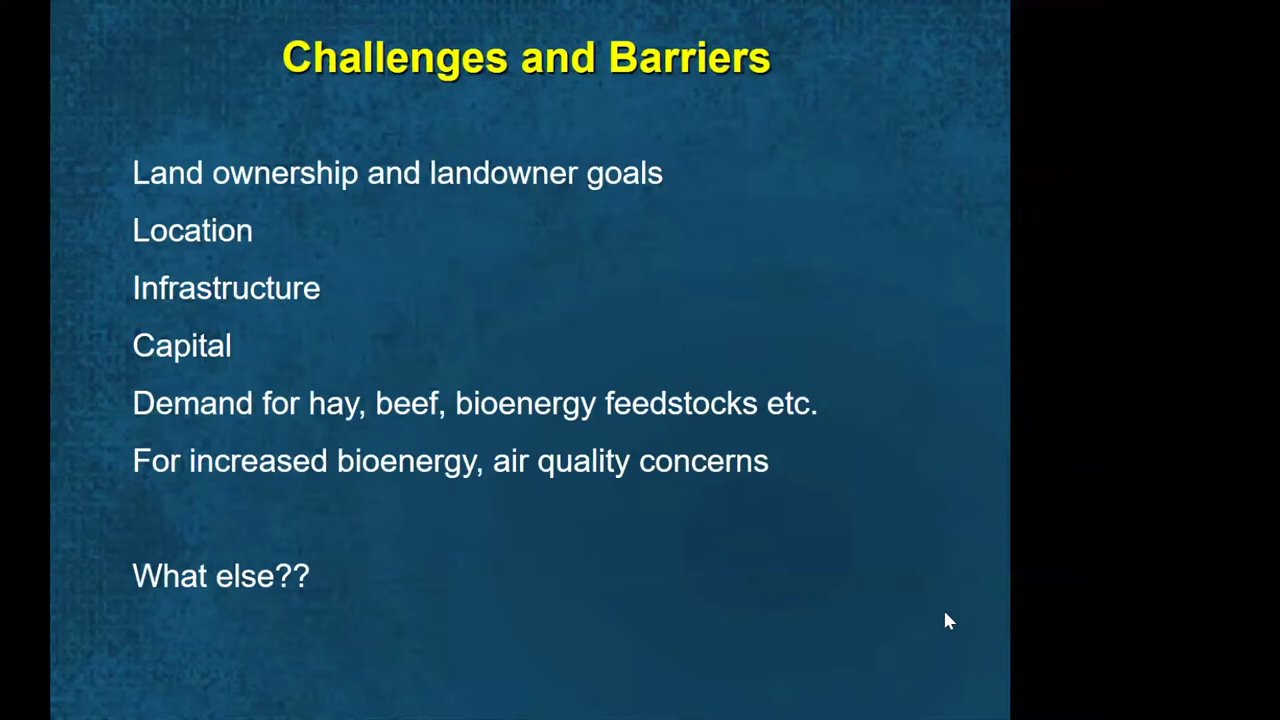 Challenges and Barriers
Land ownership and landowner goals
Location
Infrastructure
Capital
Demand for hay, beef, bioenergy feedstocks etc.
For increased bioenergy, air quality concerns
What else??